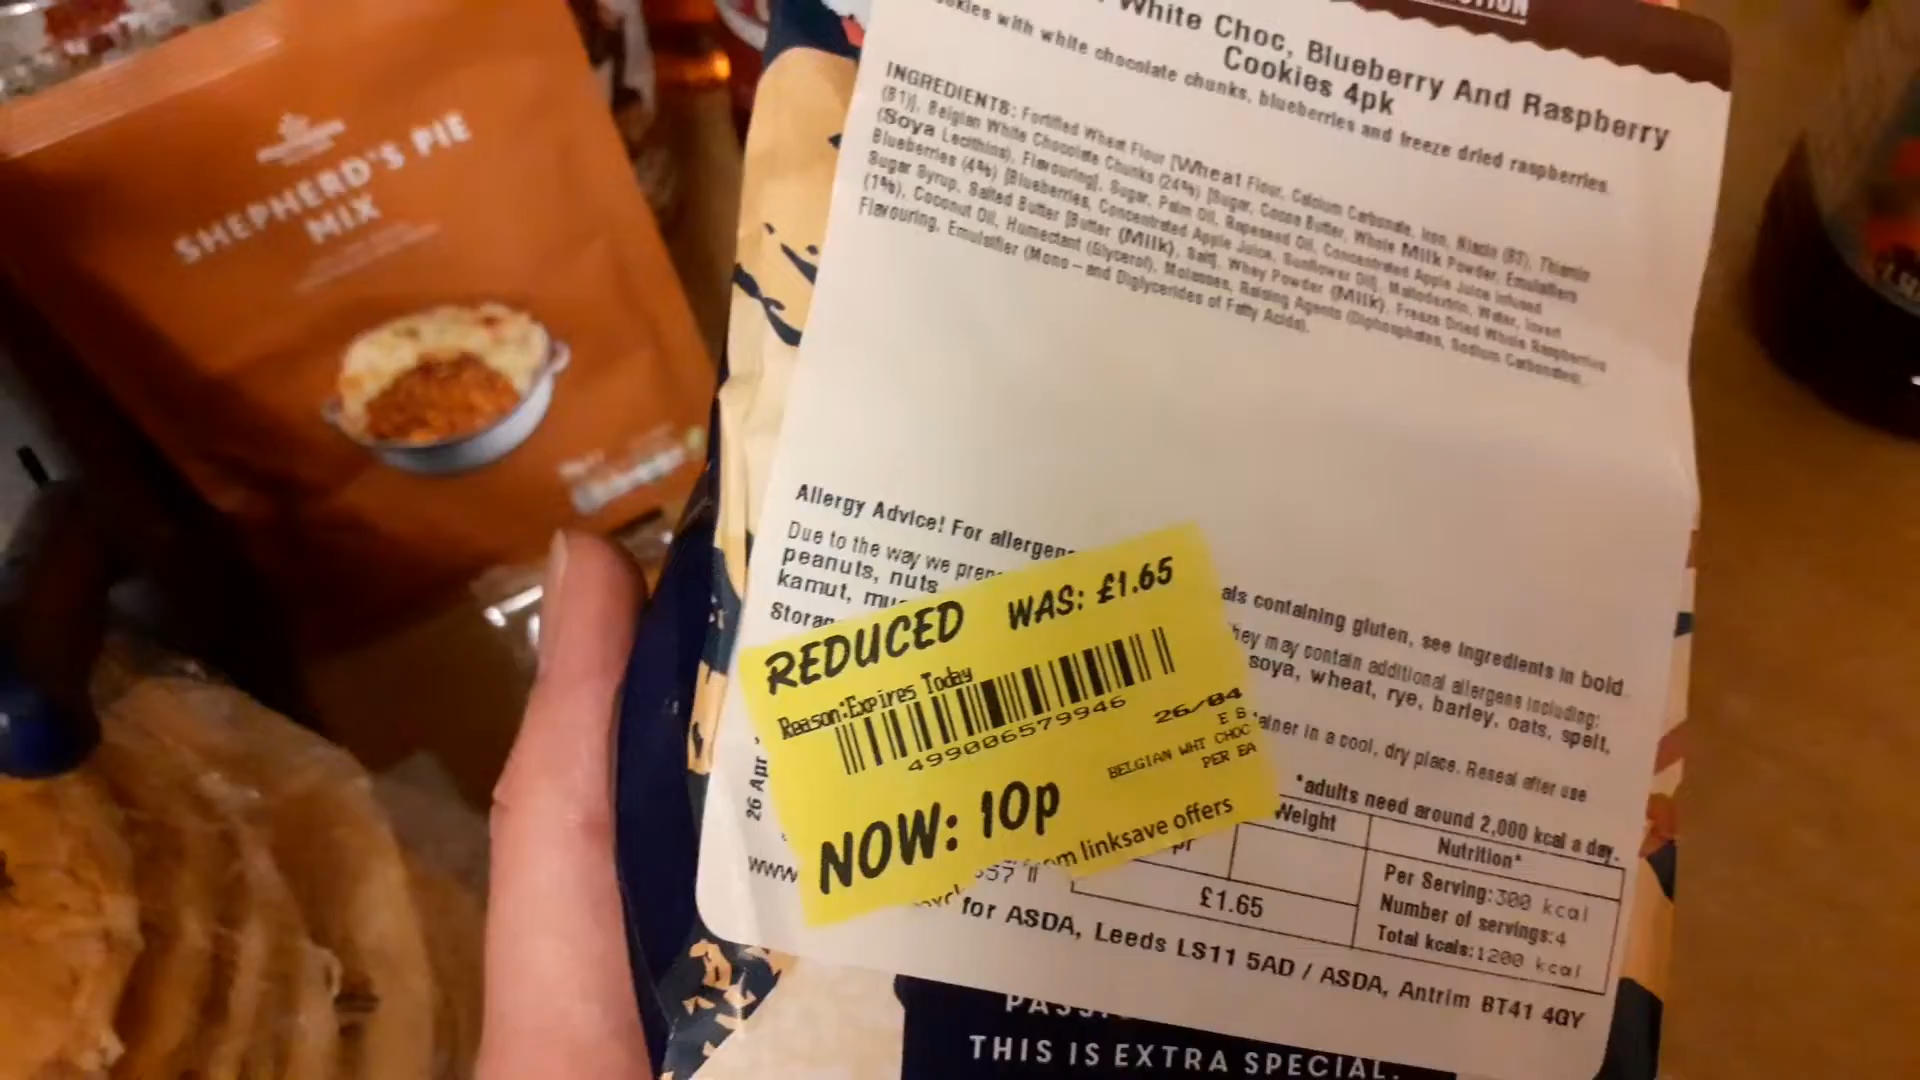 SHEPHERD'S PIE
MIX
White Choc, Blueberry And Raspberry
Cookies 4pk
with white chocolate chunks, blueberries and freeze dried raspberries.
INGREDIENTS: Fortified Wheat Flour [Wheat Flour, Calcium Carbonate, Iron, Niacin (B3), Thiamin
(B1)], Belgian White Chocolate Chunks (24%) [Sugar, Cocoa Butter, Whole Milk Powder, Emulsifiers
(Soya Lecithins), Flavouring], Sugar, Palm Oil, Rapeseed Oil, Concentrated Apple Juice Infused
Blueberries (4%) [Blueberries, Concentrated Apple Juice, Sunflower Oil], Maltodextrin, Water, Invert
Sugar Syrup, Salted Butter [Butter (Milk), Salt], Whey Powder (Milk), Freeze Dried Whole Raspberries
(1%), Coconut Oil, Humectant (Glycerol), Molasses, Raising Agents (Diphosphates, Sodium Carbonates),
Flavouring, Emulsifier (Mono - and Diglycerides of Fatty Acids).
Allergy Advice! For allergens
als containing gluten, see ingredients in bold
Due to the way we
hey may contain additional allergens including:
peanuts, nuts
soya, wheat, rye, barley, oats, spelt,
kamut,
ainer in a cool, dry place. Reseal after use
REDUCED WAS: £1.65
Reason:Expires Today
499006579946
26/04
E S
BELGIAN WHT CHOC
PER EA
NOW: 10p
om linksave offers
26 Apr
*adults need around 2,000 kcal a day.
Weight
Nutrition*
Per Serving:300 kcal
Number of servings:4
Total kcals:1200 kcal
£1.65
www
for ASDA, Leeds LS11 5AD / ASDA, Antrim BT41 4GY
THIS IS EXTRA SPECIAL.